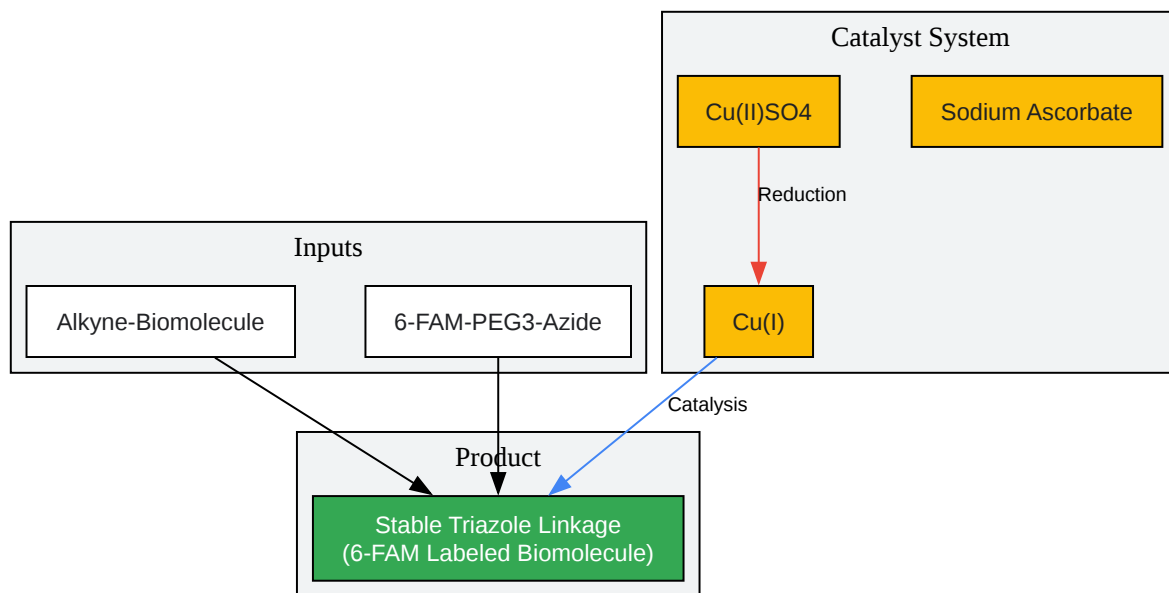 Catalyst System
Cu(II)SO4
Sodium Ascorbate
Reduction
Inputs
Alkyne-Biomolecule
6-FAM-PEG3-Azide
Cu(I)
Catalysis
Product
Stable Triazole Linkage
(6-FAM Labeled Biomolecule)